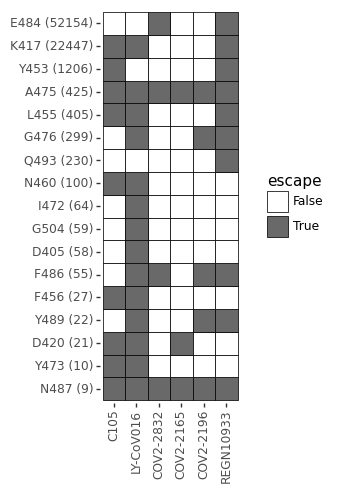 E484 (52154)
K417 (22447)
Y453 (1206)
A475 (425)
L455 (405)
G476 (299)
Q493 (230)
N460 (100)
I472 (64)
G504 (59)
D405 (58)
F486 (55)
F456 (27)
Y489 (22)
D420 (21)
Y473 (10)
N487 (9)
C105
LY-CoV016
COV2-2832
COV2-2165
COV2-2196
REGN10933
escape
False
True